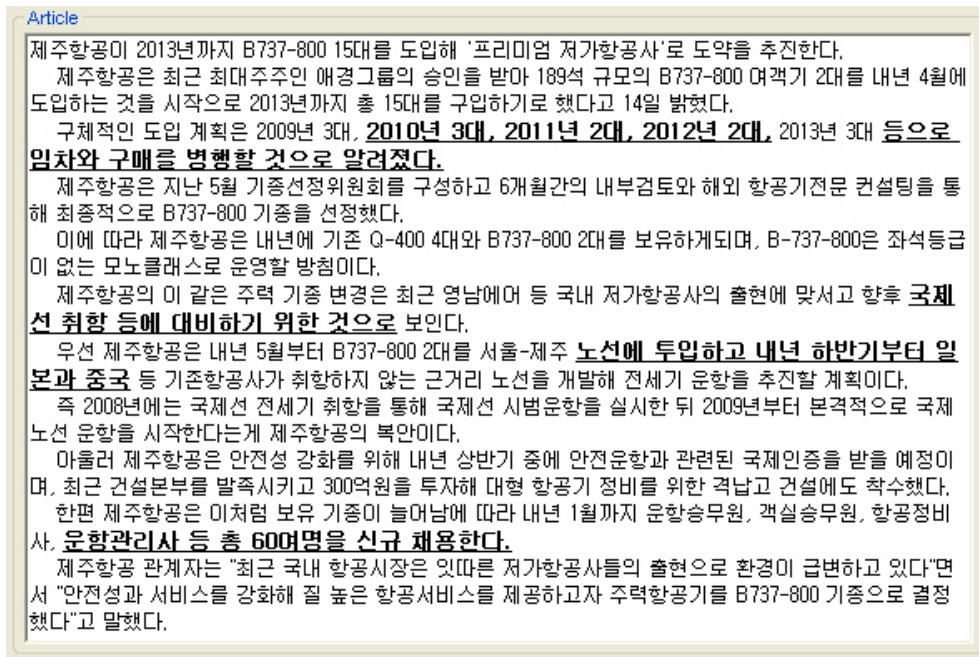 Article
제주항공이 2013년까지 B737-800 15대를 도입해 '프리미엄 저가항공사'로 도약을 추진한다.
제주항공은 최근 최대주주인 애경그룹의 승인을 받아 189석 규모의 B737-800 여객기 2대를 내년 4월에
도입하는 것을 시작으로 2013년까지 총 15대를 구입하기로 했다고 14일 밝혔다.
구체적인 도입 계획은 2009년 3대, 2010년 3대, 2011년 2대, 2012년 2대, 2013년 3대 등으로
임차와 구매를 병행할 것으로 알려졌다.
제주항공은 지난 5월 기종선정위원회를 구성하고 6개월간의 내부검토와 해외 항공기전문 컨설팅을 통
해 최종적으로 B737-800 기종을 선정했다.
이에 따라 제주항공은 내년에 기존 Q-400 4대와 B737-800 2대를 보유하게되며, B-737-800은 좌석등급
이 없는 모노클래스로 운영할 방침이다.
제주항공의 이 같은 주력 기종 변경은 최근 영남에어 등 국내 저가항공사의 출현에 맞서고 향후 국제
선 취항 등에 대비하기 위한 것으로 보인다.
우선 제주항공은 내년 5월부터 B737-800 2대를 서울-제주 노선에 투입하고 내년 하반기부터 일
본과 중국 등 기존항공사가 취항하지 않는 근거리 노선을 개발해 전세기 운항을 추진할 계획이다.
즉 2008년에는 국제선 전세기 취항을 통해 국제선 시범운항을 실시한 뒤 2009년부터 본격적으로 국제
노선 운항을 시작한다는게 제주항공의 복안이다.
아울러 제주항공은 안전성 강화를 위해 내년 상반기 중에 안전운항과 관련된 국제인증을 받을 예정이
며, 최근 건설본부를 발족시키고 300억원을 투자해 대형 항공기 정비를 위한 격납고 건설에도 착수했다.
한편 제주항공은 이처럼 보유 기종이 늘어남에 따라 내년 1월까지 운항승무원, 객실승무원, 항공정비
사, 운항관리사 등 총 60여명을 신규 채용한다.
제주항공 관계자는 "최근 국내 항공시장은 잇따른 저가항공사들의 출현으로 환경이 급변하고 있다"면
서 "안전성과 서비스를 강화해 질 높은 항공서비스를 제공하고자 주력항공기를 B737-800 기종으로 결정
했다"고 말했다.